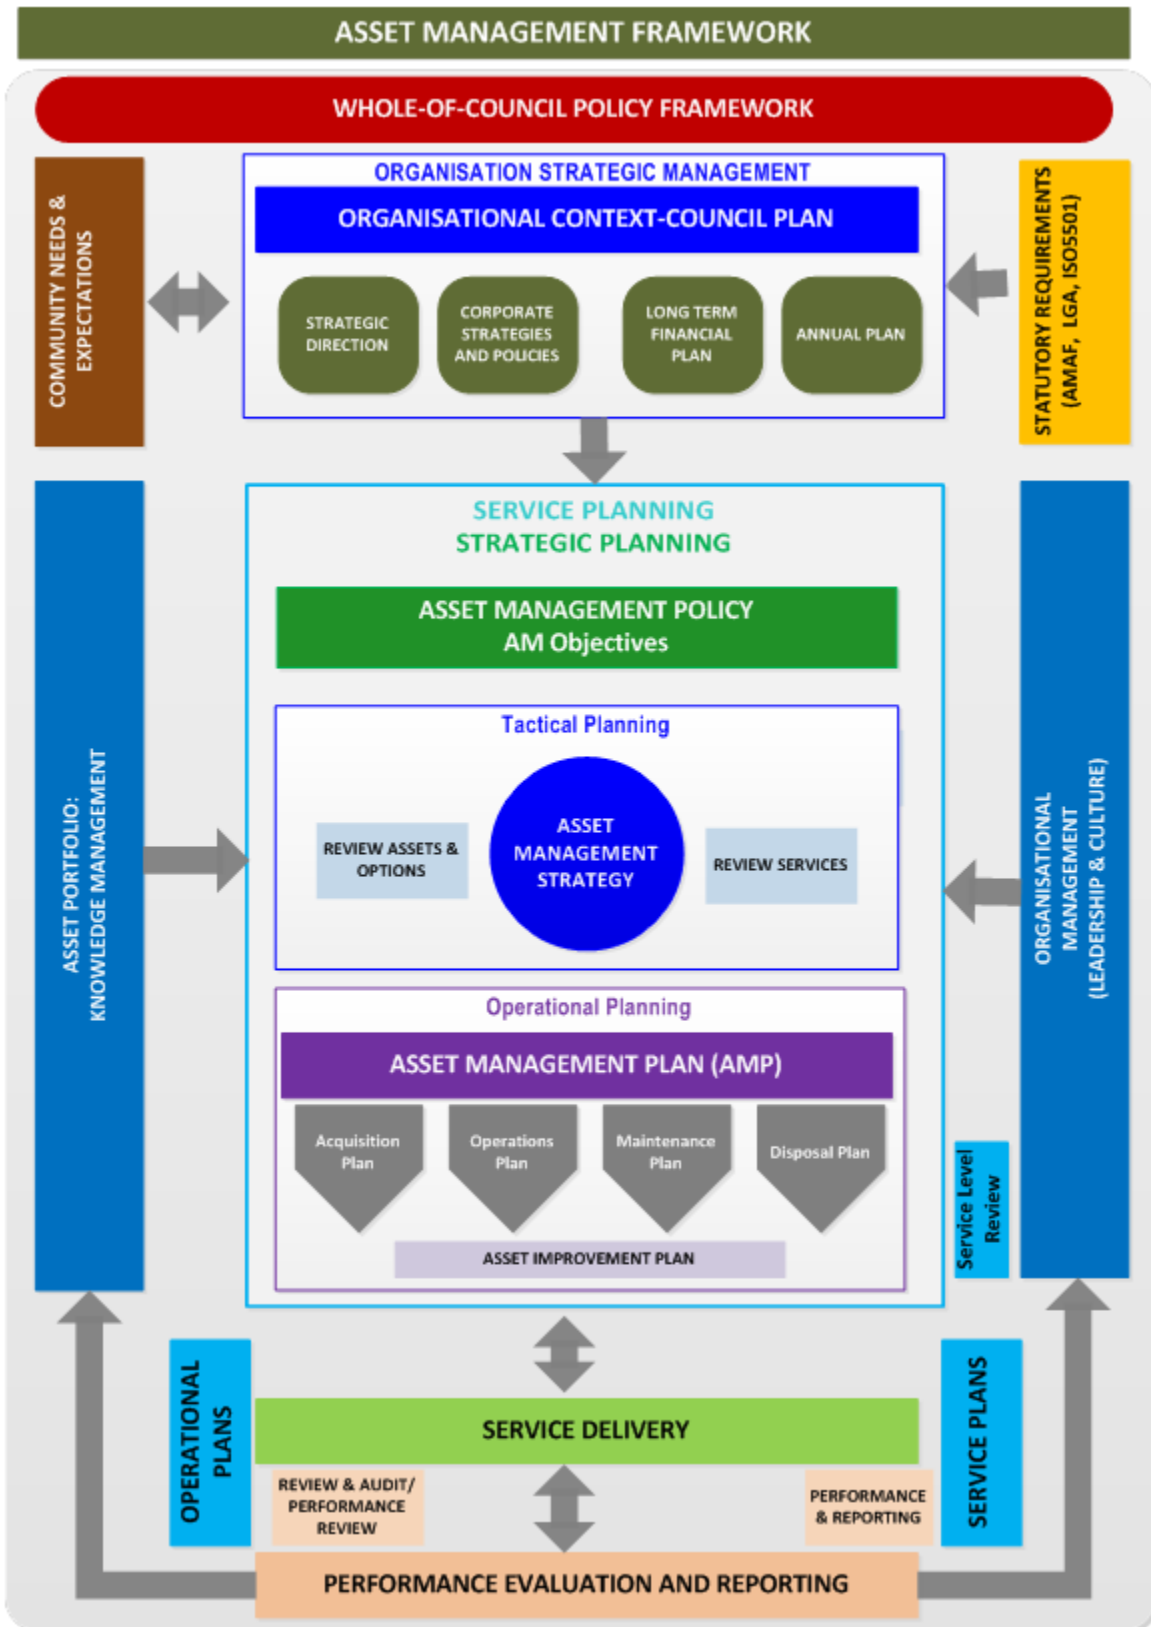 ASSET MANAGEMENT FRAMEWORK
WHOLE-OF-COUNCIL POLICY FRAMEWORK
COMMUNITY NEEDS &
EXPECTATIONS
ORGANISATION STRATEGIC MANAGEMENT
ORGANISATIONAL CONTEXT-COUNCIL PLAN
STRATEGIC
DIRECTION
CORPORATE
STRATEGIES
AND POLICIES
LONG TERM
FINANCIAL
PLAN
ANNUAL PLAN
STATUTORY REQUIREMENTS
(AMAF, LGA, ISO5501)
ASSET PORTFOLIO:
KNOWLEDGE MANAGEMENT
SERVICE PLANNING
STRATEGIC PLANNING
ASSET MANAGEMENT POLICY
AM Objectives
Tactical Planning
REVIEW ASSETS &
OPTIONS
ASSET
MANAGEMENT
STRATEGY
REVIEW SERVICES
Operational Planning
ASSET MANAGEMENT PLAN (AMP)
Acquisition
Plan
Operations
Plan
Maintenance
Plan
Disposal Plan
ASSET IMPROVEMENT PLAN
ORGANISATIONAL
MANAGEMENT
(LEADERSHIP & CULTURE)
Service Level
Review
OPERATIONAL
PLANS
SERVICE DELIVERY
SERVICE PLANS
REVIEW & AUDIT/
PERFORMANCE
REVIEW
PERFORMANCE
& REPORTING
PERFORMANCE EVALUATION AND REPORTING